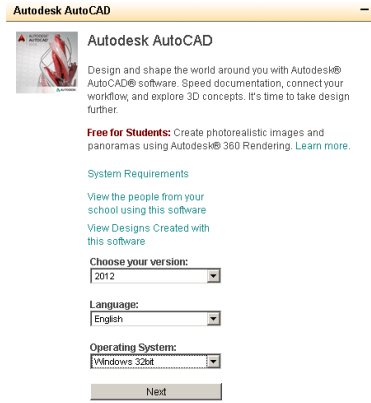 Autodesk AutoCAD
Autodesk AutoCAD
Design and shape the world around you with Autodesk®
AutoCAD® software. Speed documentation, connect your
workflow, and explore 3D concepts. It's time to take design
further.
Free for Students: Create photorealistic images and
panoramas using Autodesk® 360 Rendering. Learn more.
System Requirements
View the people from your
school using this software
View Designs Created with
this software
Choose your version:
2012
Language:
English
Operating System:
Windows 32bit
Next